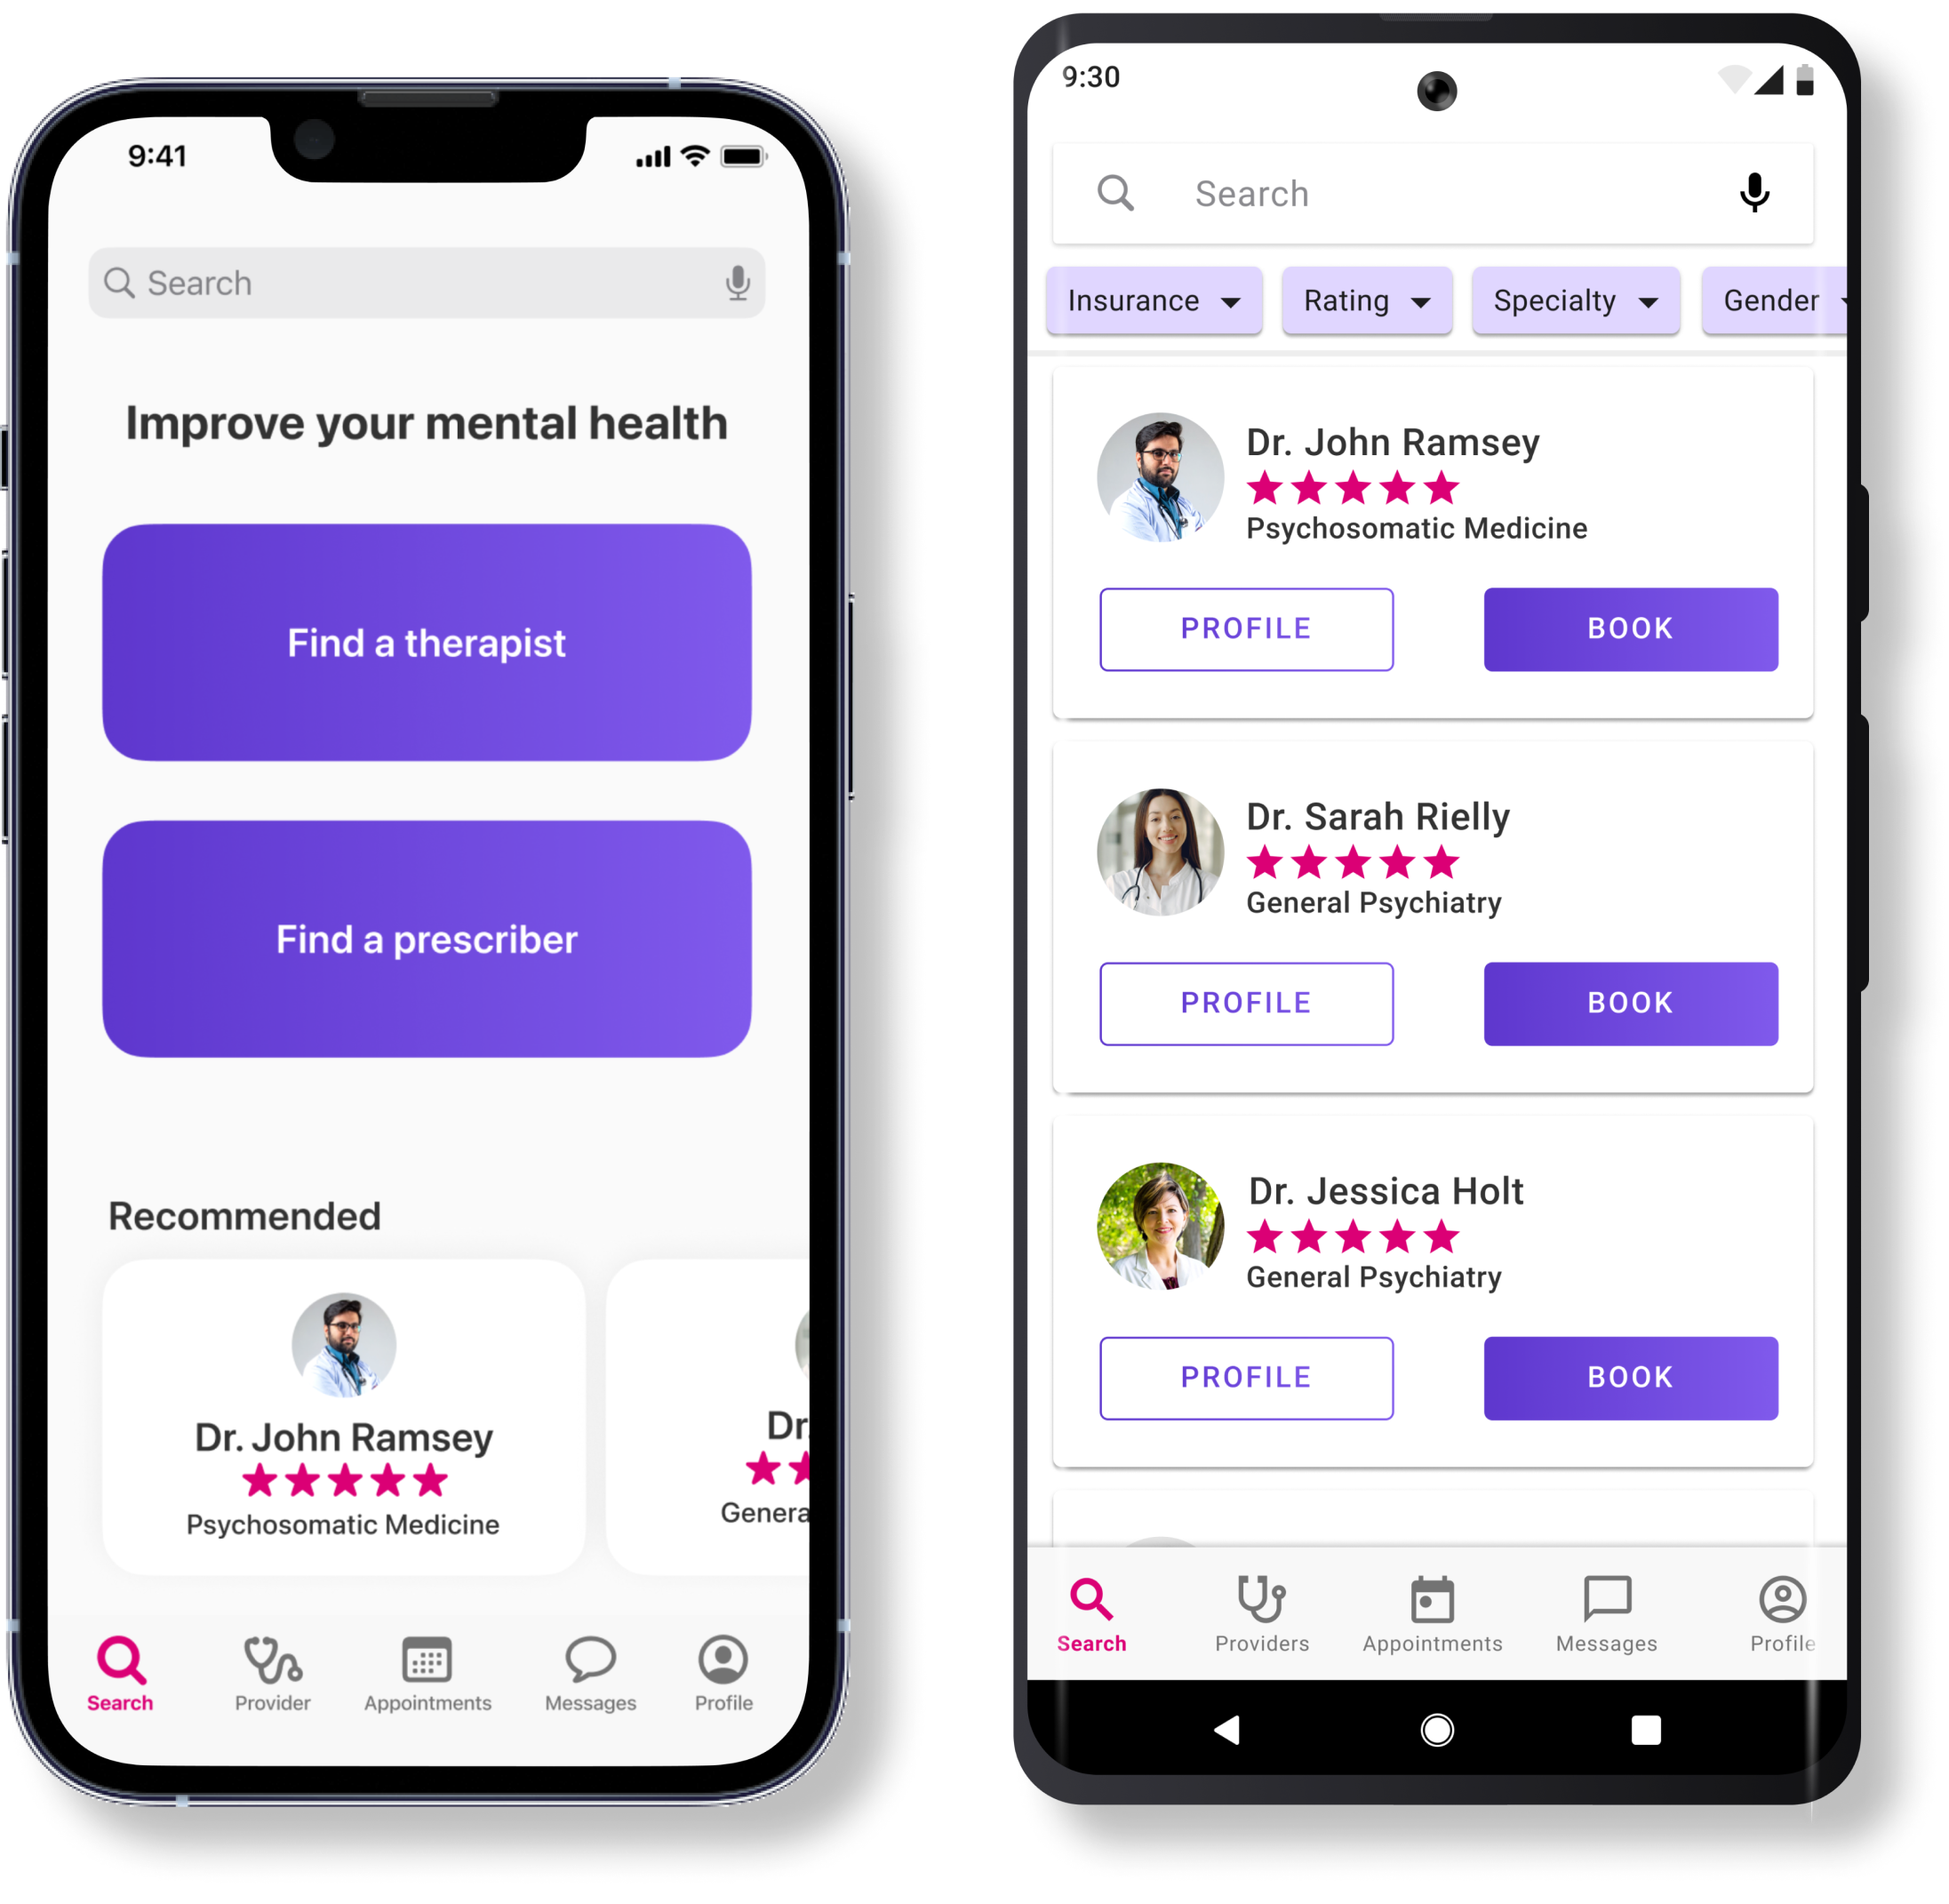 9:41
Search
Improve your mental health
Find a therapist
Find a prescriber
Recommended
Dr. John Ramsey
Psychosomatic Medicine
Dr.
Genera
Search Provider Appointments Messages Profile
9:30
Search
Insurance Rating Specialty Gender
Dr. John Ramsey
Psychosomatic Medicine
PROFILE BOOK
Dr. Sarah Rielly
General Psychiatry
PROFILE BOOK
Dr. Jessica Holt
General Psychiatry
PROFILE BOOK
Search Providers Appointments Messages Profile